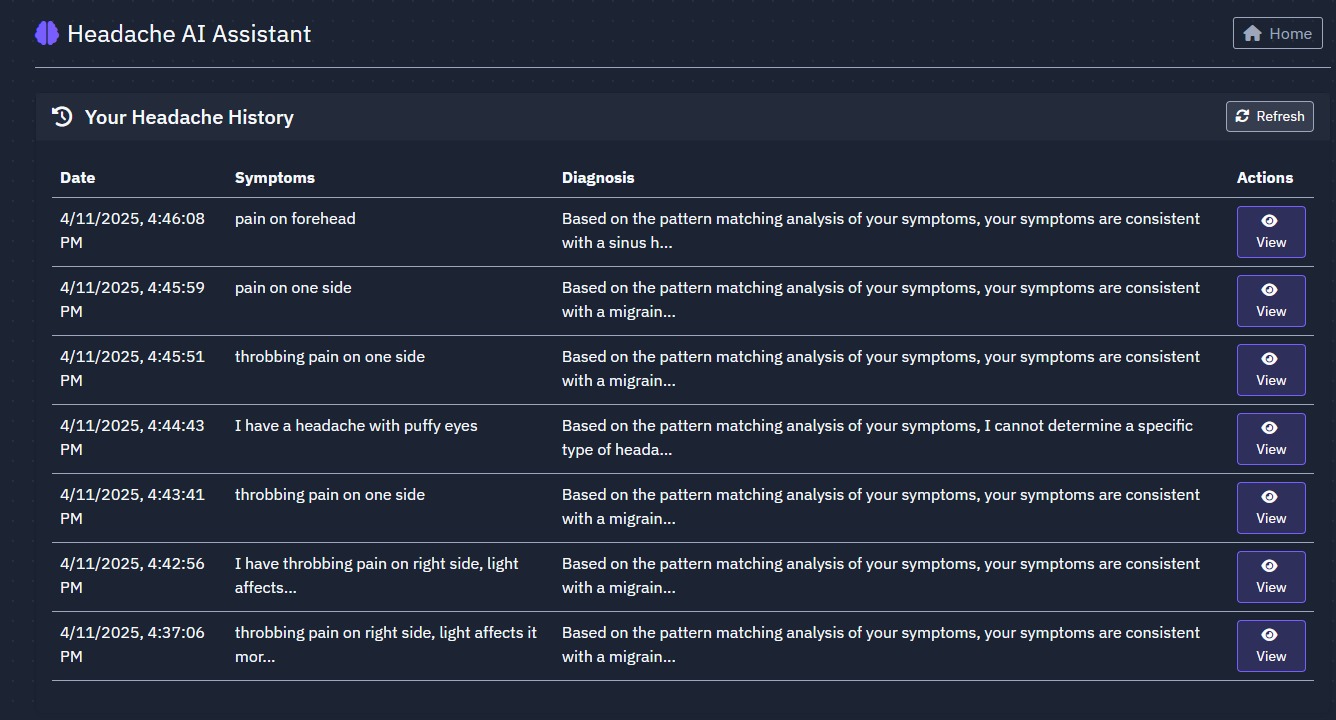 Headache AI Assistant
Home
Your Headache History
Refresh
Date Symptoms Diagnosis Actions
4/11/2025, 4:46:08 pain on forehead Based on the pattern matching analysis of your symptoms, your symptoms are consistent
PM with a sinus h... View
4/11/2025, 4:45:59 pain on one side Based on the pattern matching analysis of your symptoms, your symptoms are consistent
PM with a migrain... View
4/11/2025, 4:45:51 throbbing pain on one side Based on the pattern matching analysis of your symptoms, your symptoms are consistent
PM with a migrain... View
4/11/2025, 4:44:43 I have a headache with puffy eyes Based on the pattern matching analysis of your symptoms, I cannot determine a specific
PM type of heada... View
4/11/2025, 4:43:41 throbbing pain on one side Based on the pattern matching analysis of your symptoms, your symptoms are consistent
PM with a migrain... View
4/11/2025, 4:42:56 I have throbbing pain on right side, light Based on the pattern matching analysis of your symptoms, your symptoms are consistent
PM affects... with a migrain... View
4/11/2025, 4:37:06 throbbing pain on right side, light affects it Based on the pattern matching analysis of your symptoms, your symptoms are consistent
PM mor... with a migrain... View